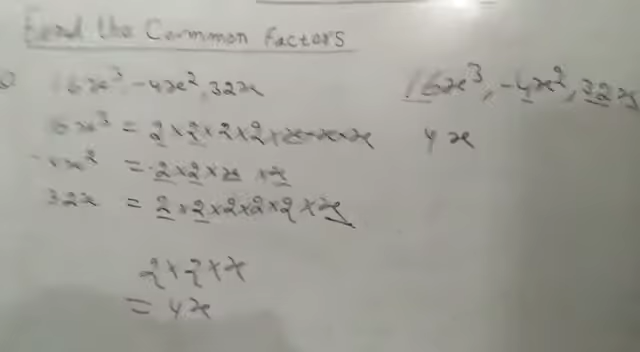 Find the Common Factors
16x³, -4x², 32x
16x³ = 2×2×2×2×x×x×x
-4x² = -2×2×x×x
32x = 2×2×2×2×2×x
2×2×x
= 4x
16x³, -4x², 32x
4x